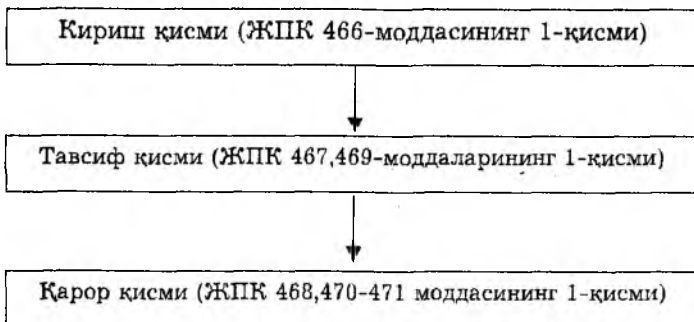 Кириш қисми (ЖПК 466-моддасининг 1-қисми)
Тавсиф қисми (ЖПК 467,469-моддаларининг 1-қисми)
Қарор қисми (ЖПК 468,470-471 моддасининг 1-қисми)